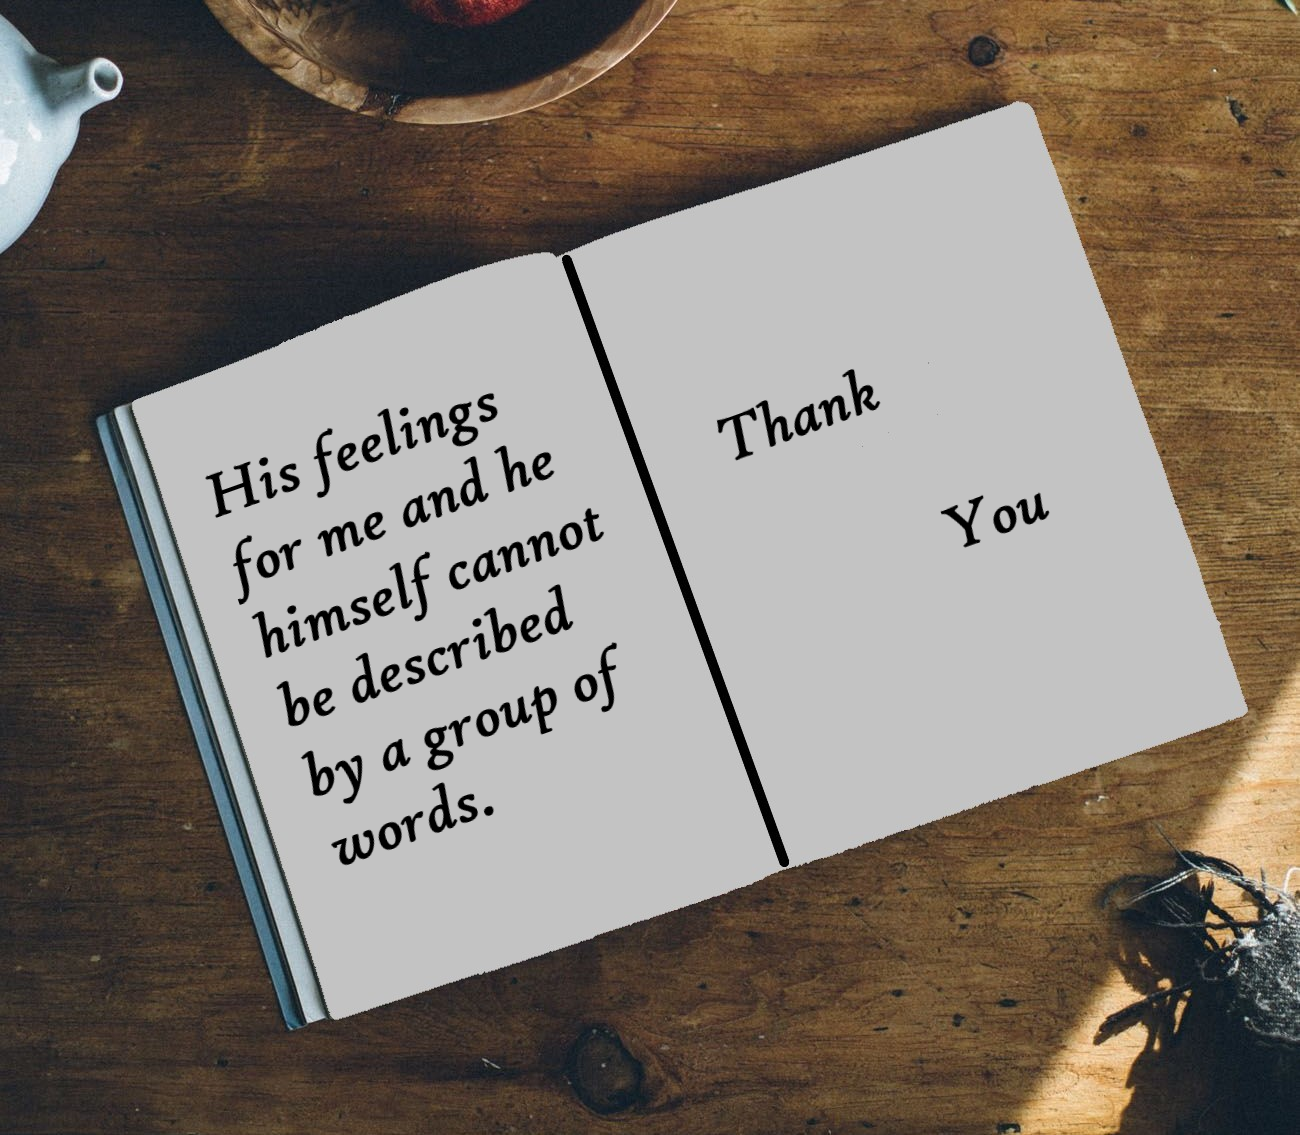 His feelings
for me and he
himself cannot
be described
by a group of
words.
Thank
You